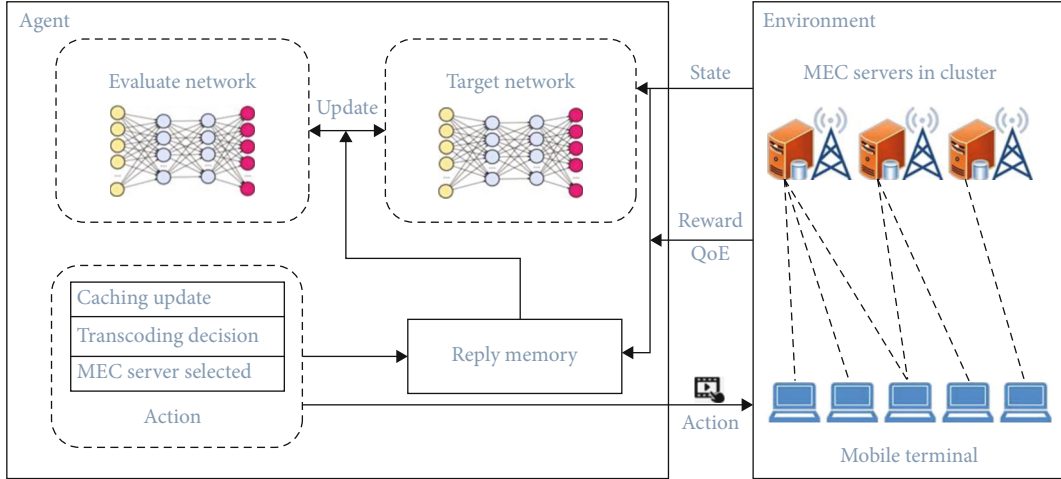 Agent
Evaluate network
Update
Target network
Caching update
Transcoding decision
MEC server selected
Action
Reply memory
State
Reward
QoE
Action
Environment
MEC servers in cluster
Mobile terminal